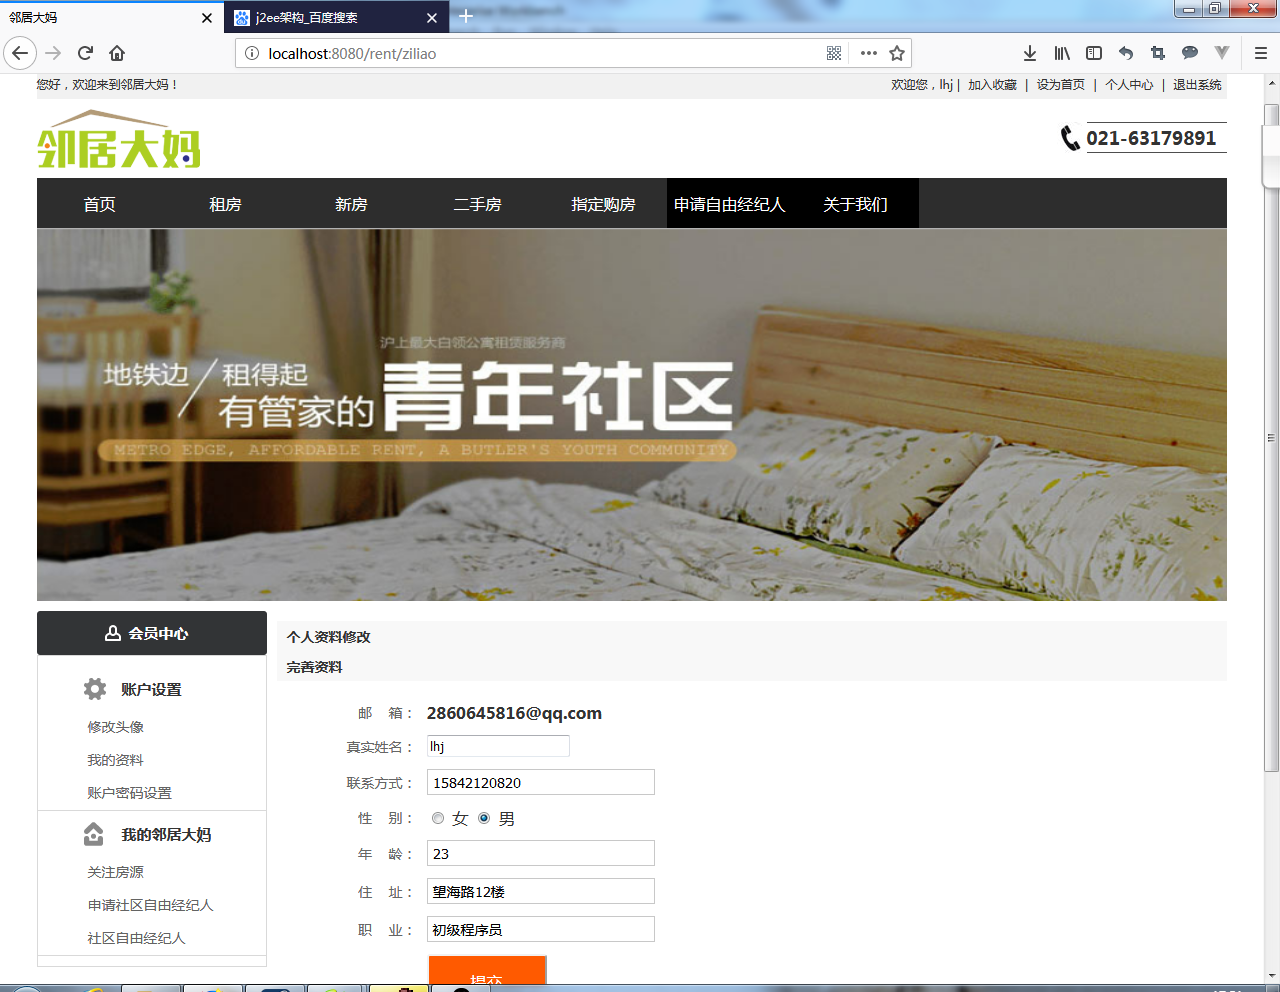 邻居大妈
j2ee架构_百度搜索
localhost:8080/rent/ziliao
您好，欢迎来到邻居大妈！
欢迎您，lhj | 加入收藏 | 设为首页 | 个人中心 | 退出系统
邻居大妈
021-63179891
首页 租房 新房 二手房 指定购房 申请自由经纪人 关于我们
沪上最大白领公寓租赁服务商
地铁边/租得起
有管家的青年社区
METRO EDGE, AFFORDABLE RENT, A BUTLER'S YOUTH COMMUNITY
会员中心
账户设置
修改头像
我的资料
账户密码设置
我的邻居大妈
关注房源
申请社区自由经纪人
社区自由经纪人
个人资料修改
完善资料
邮 箱： 2860645816@qq.com
真实姓名： lhj
联系方式： 15842120820
性 别： 女 男
年 龄： 23
住 址： 望海路12楼
职 业： 初级程序员
提交